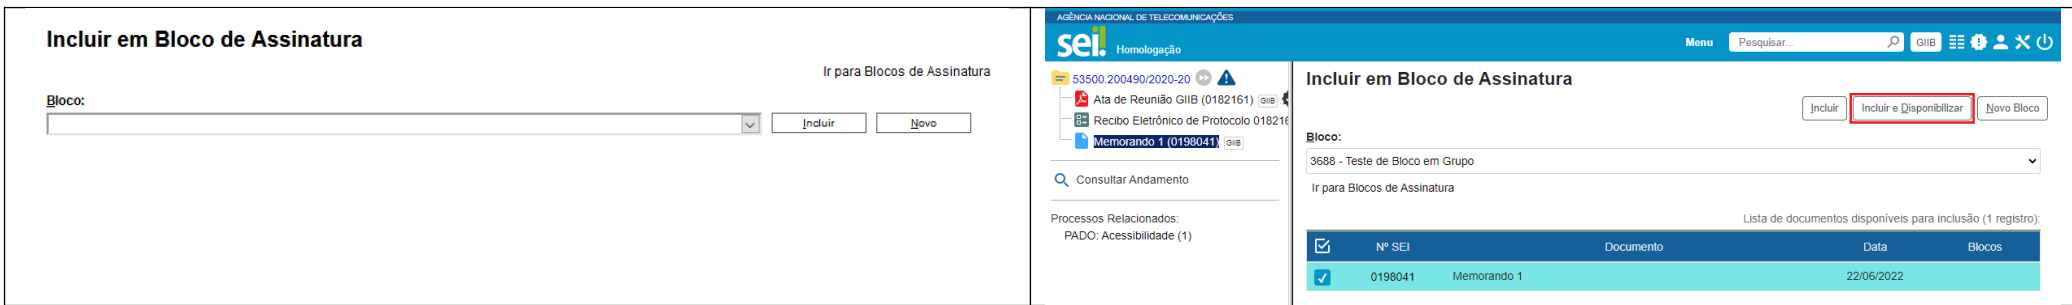 Incluir em Bloco de Assinatura
Ir para Blocos de Assinatura
Bloco:
Incluir Novo
AGÊNCIA NACIONAL DE TELECOMUNICAÇÕES
sei! Homologação Menu Pesquisar... GIIB
53500.200490/2020-20
Ata de Reunião GIIB (0182161) GIIB
Recibo Eletrônico de Protocolo 01821
Memorando 1 (0198041) GIIB
Consultar Andamento
Processos Relacionados:
PADO: Acessibilidade (1)
Incluir em Bloco de Assinatura
Incluir Incluir e Disponibilizar Novo Bloco
Bloco:
3688 - Teste de Bloco em Grupo
Ir para Blocos de Assinatura
Lista de documentos disponíveis para inclusão (1 registro):
Nº SEI Documento Data Blocos
0198041 Memorando 1 22/06/2022